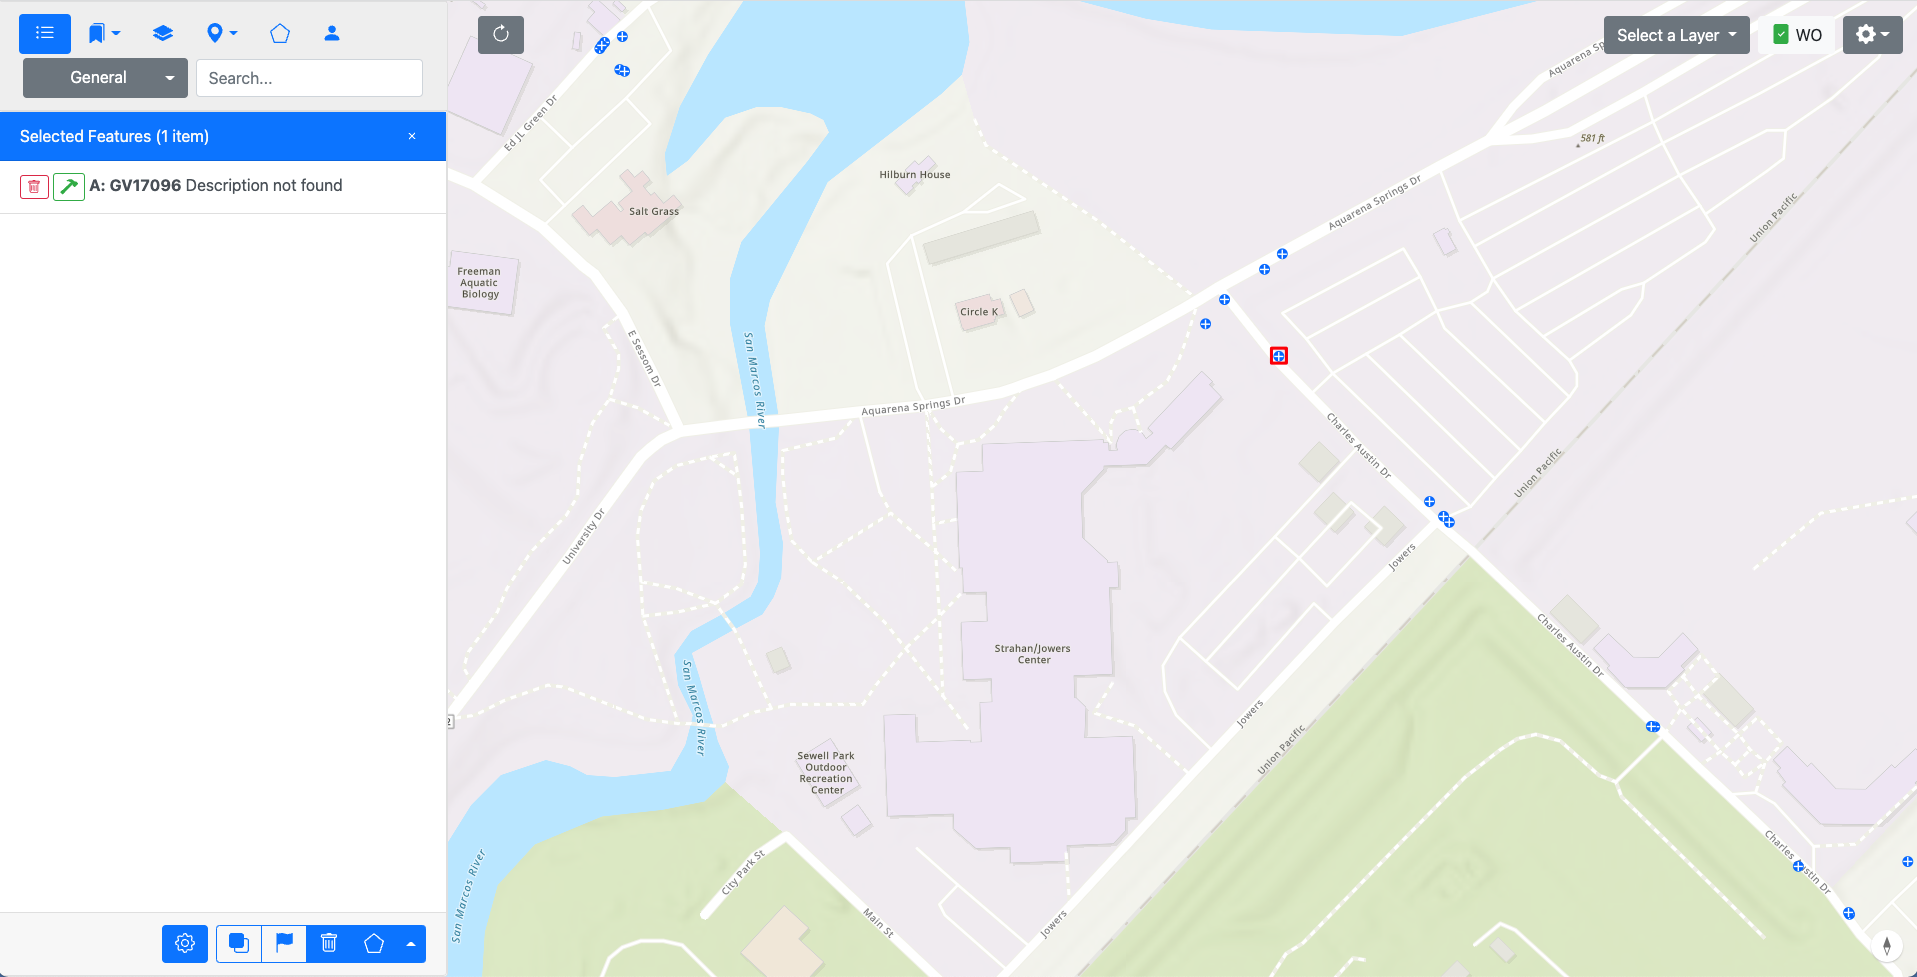 General
Search...
Selected Features (1 item)
×
A: GV17096 Description not found
Select a Layer
WO
Aquarena Sp
Ed JL Green Dr
581 ft
Hilburn House
Salt Grass
Aquarena Springs Dr
Union Pacific
Freeman
Aquatic
Biology
Circle K
E Sessom Dr
San Marcos River
Aquarena Springs Dr
Charles Austin Dr
Union Pacific
University Dr
Jowers
Charles Austin Dr
Strahan/Jowers
Center
San Marcos River
Jowers
2
Union Pacific
Sewell Park
Outdoor
Recreation
Center
City Park St
Charles Austin Dr
San Marcos River
Main St
Jowers